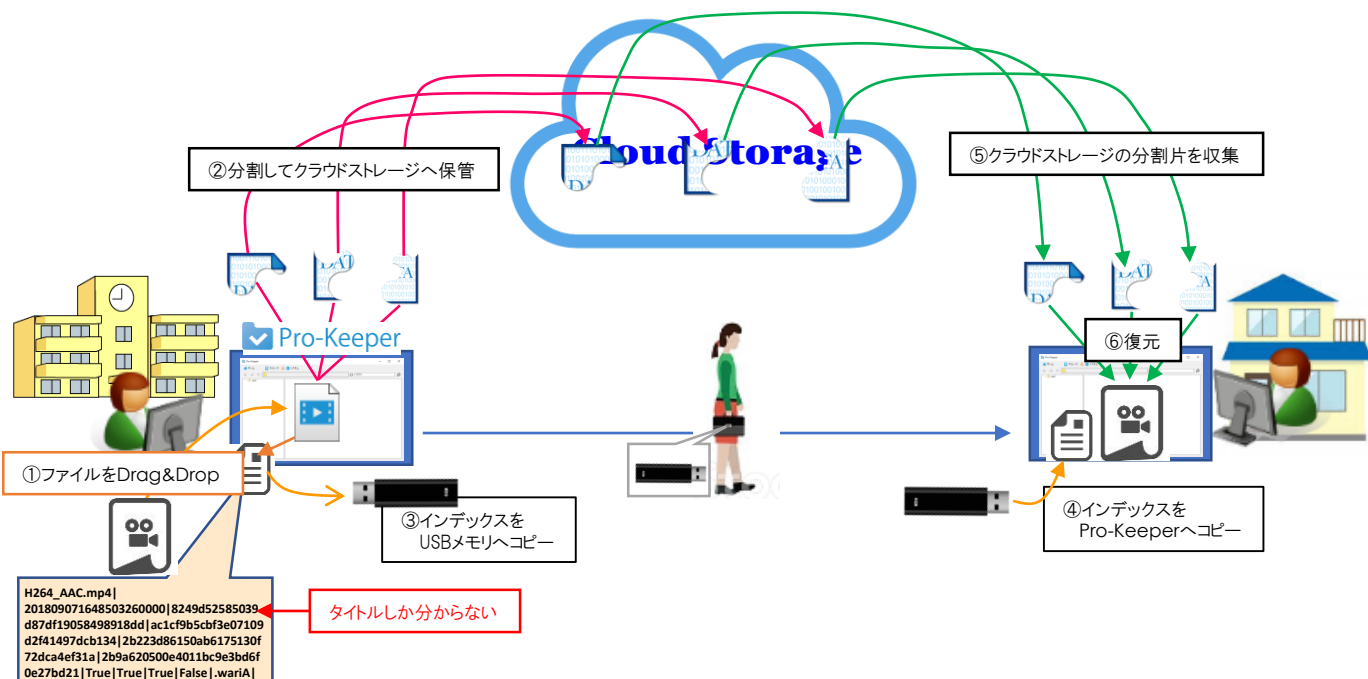 Cloud Storage
②分割してクラウドストレージへ保管
⑤クラウドストレージの分割片を収集
Pro-Keeper
⑥復元
①ファイルをDrag&Drop
③インデックスを
USBメモリへコピー
④インデックスを
Pro-Keeperへコピー
H264_AAC.mp4|
201809071648503260000|8249d52585039
d87df19058498918dd|ac1cf9b5cbf3e07109
d2f41497dcb134|2b223d86150ab6175130f
72dca4ef31a|2b9a620500e4011bc9e3bd6f
0e27bd21|True|True|True|False|.wariA|
タイトルしか分からない